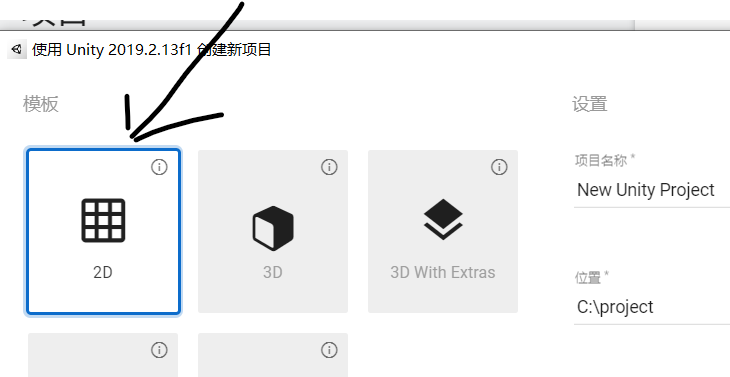 使用 Unity 2019.2.13f1 创建新项目
模板
设置
2D
3D
3D With Extras
项目名称 *
New Unity Project
位置 *
C:\project